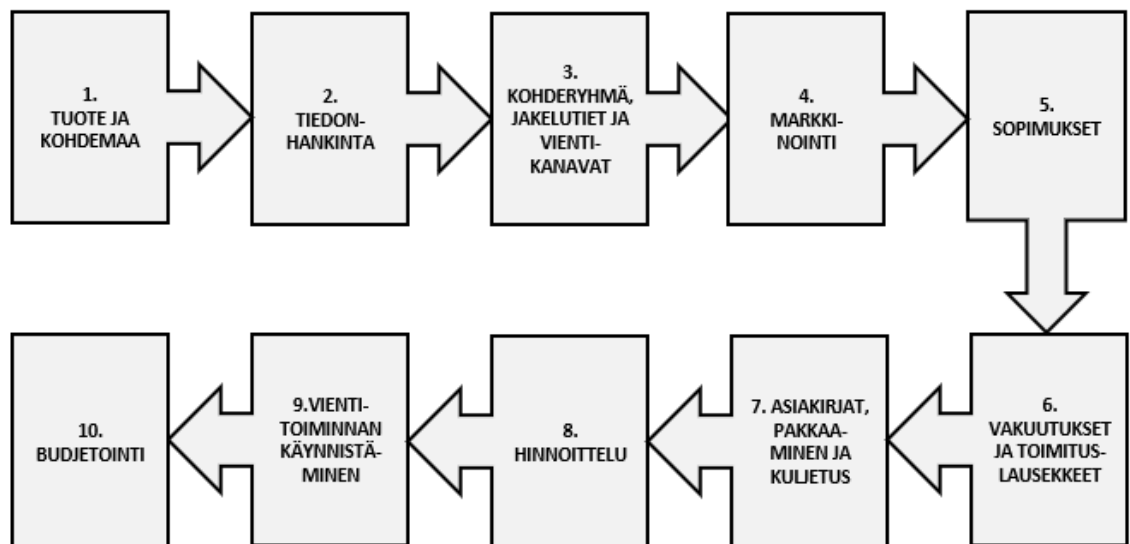 1.
TUOTE JA
KOHDEMAA
2.
TIEDON-
HANKINTA
3.
KOHDERYHMÄ,
JAKELUTIET JA
VIENTI-
KANAVAT
4.
MARKKI-
NOINTI
5.
SOPIMUKSET
6.
VAKUUTUKSET
JA TOIMITUS-
LAUSEKKEET
7. ASIAKIRJAT,
PAKKAA-
MINEN JA
KULJETUS
8.
HINNOITTELU
9.VIENTI-
TOIMINNAN
KÄYNNISTÄ-
MINEN
10.
BUDJETOINTI